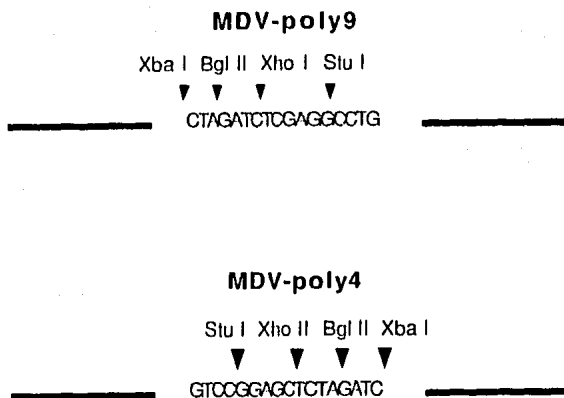 MDV-poly9
Xba I Bgl II Xho I Stu I
CTAGATCTCGAGGCCTG
MDV-poly4
Stu I Xho II Bgl II Xba I
GTCCGGAGCTCTAGATC